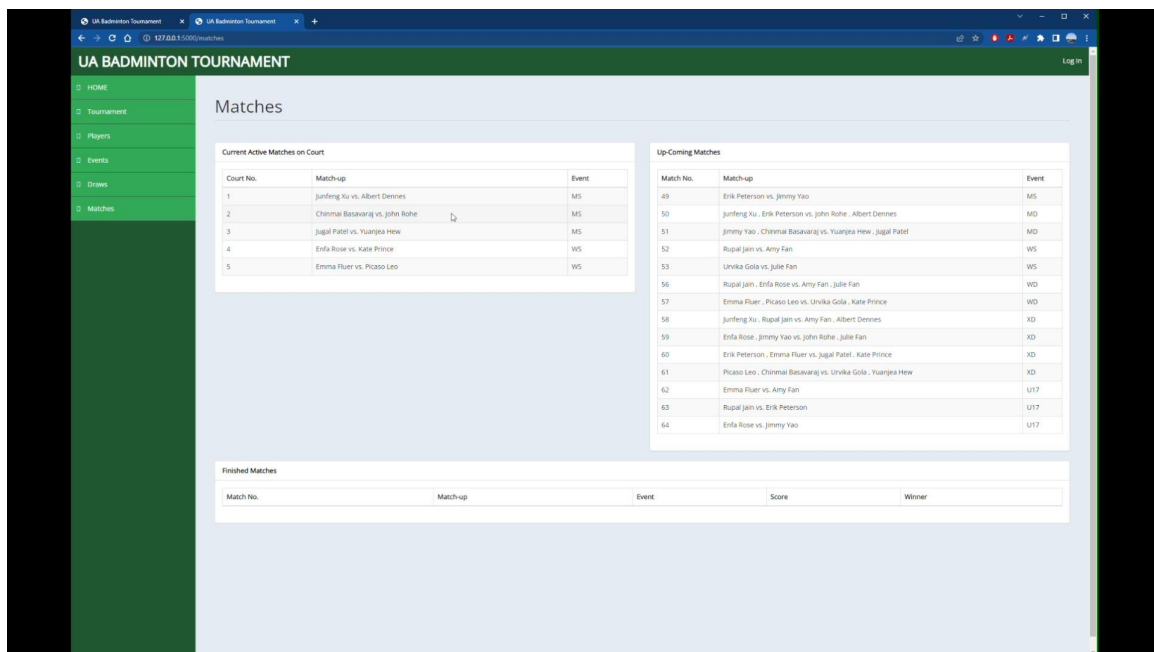 UA Badminton Tournament
UA Badminton Tournament
127.0.0.1:5000/matches
UA BADMINTON TOURNAMENT
Log In
HOME
Tournament
Players
Events
Draws
Matches
Matches
Current Active Matches on Court
Court No. Match-up Event
1 Junfeng Xu vs. Albert Dennes MS
2 Chinmai Basavaraj vs. John Rohe MS
3 Jugal Patel vs. Yuanjea Hew MS
4 Enfa Rose vs. Kate Prince WS
5 Emma Fluer vs. Picaso Leo WS
Up-Coming Matches
Match No. Match-up Event
49 Erik Peterson vs. Jimmy Yao MS
50 Junfeng Xu , Erik Peterson vs. John Rohe , Albert Dennes MD
51 Jimmy Yao , Chinmai Basavaraj vs. Yuanjea Hew , Jugal Patel MD
52 Rupal Jain vs. Amy Fan WS
53 Urvika Gola vs. Julie Fan WS
56 Rupal Jain , Enfa Rose vs. Amy Fan , Julie Fan WD
57 Emma Fluer , Picaso Leo vs. Urvika Gola , Kate Prince WD
58 Junfeng Xu , Rupal Jain vs. Amy Fan , Albert Dennes XD
59 Enfa Rose , Jimmy Yao vs. John Rohe , Julie Fan XD
60 Erik Peterson , Emma Fluer vs. Jugal Patel , Kate Prince XD
61 Picaso Leo , Chinmai Basavaraj vs. Urvika Gola , Yuanjea Hew XD
62 Emma Fluer vs. Amy Fan U17
63 Rupal Jain vs. Erik Peterson U17
64 Enfa Rose vs. Jimmy Yao U17
Finished Matches
Match No. Match-up Event Score Winner